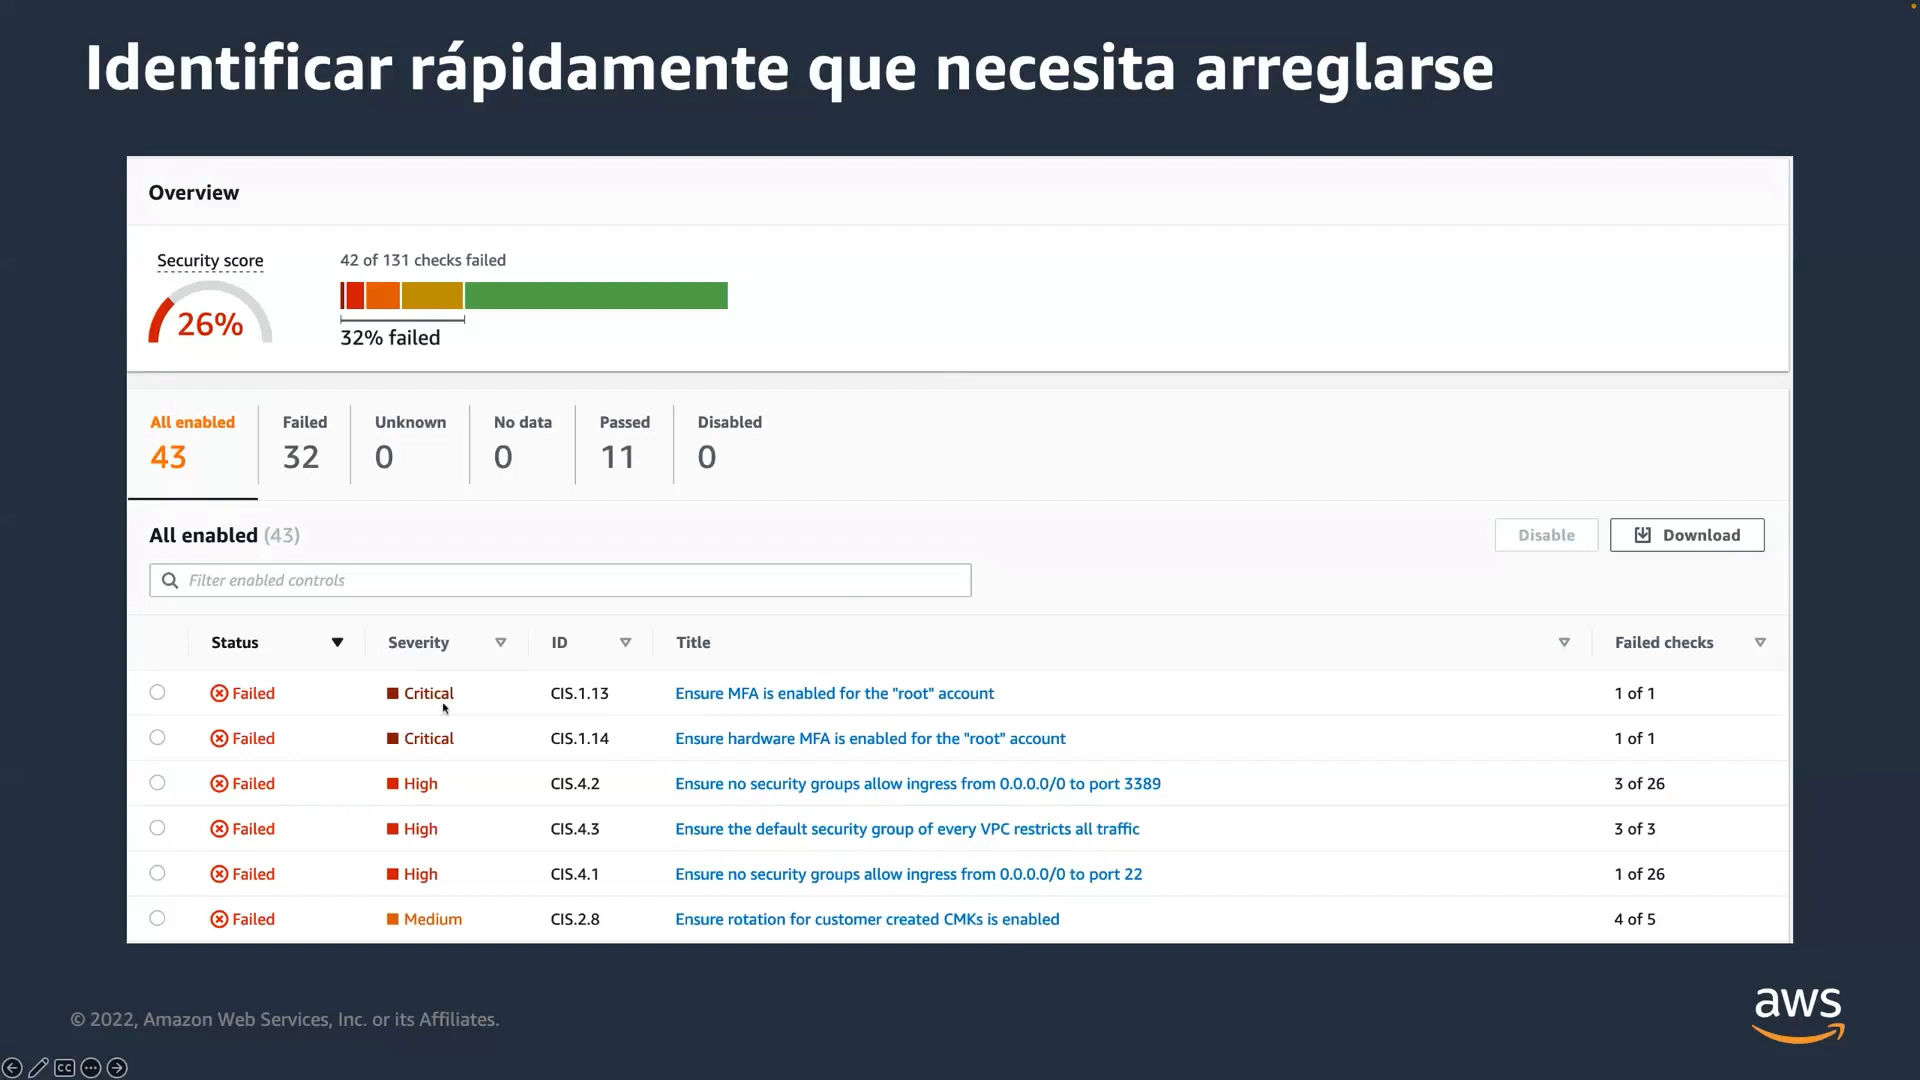 Identificar rápidamente que necesita arreglarse
Overview
Security score
26%
42 of 131 checks failed
32% failed
All enabled
43
Failed
32
Unknown
0
No data
0
Passed
11
Disabled
0
All enabled (43)
Disable
Download
Filter enabled controls
Status Severity ID Title Failed checks
Failed Critical CIS.1.13 Ensure MFA is enabled for the "root" account 1 of 1
Failed Critical CIS.1.14 Ensure hardware MFA is enabled for the "root" account 1 of 1
Failed High CIS.4.2 Ensure no security groups allow ingress from 0.0.0.0/0 to port 3389 3 of 26
Failed High CIS.4.3 Ensure the default security group of every VPC restricts all traffic 3 of 3
Failed High CIS.4.1 Ensure no security groups allow ingress from 0.0.0.0/0 to port 22 1 of 26
Failed Medium CIS.2.8 Ensure rotation for customer created CMKs is enabled 4 of 5
© 2022, Amazon Web Services, Inc. or its Affiliates.
aws
CC